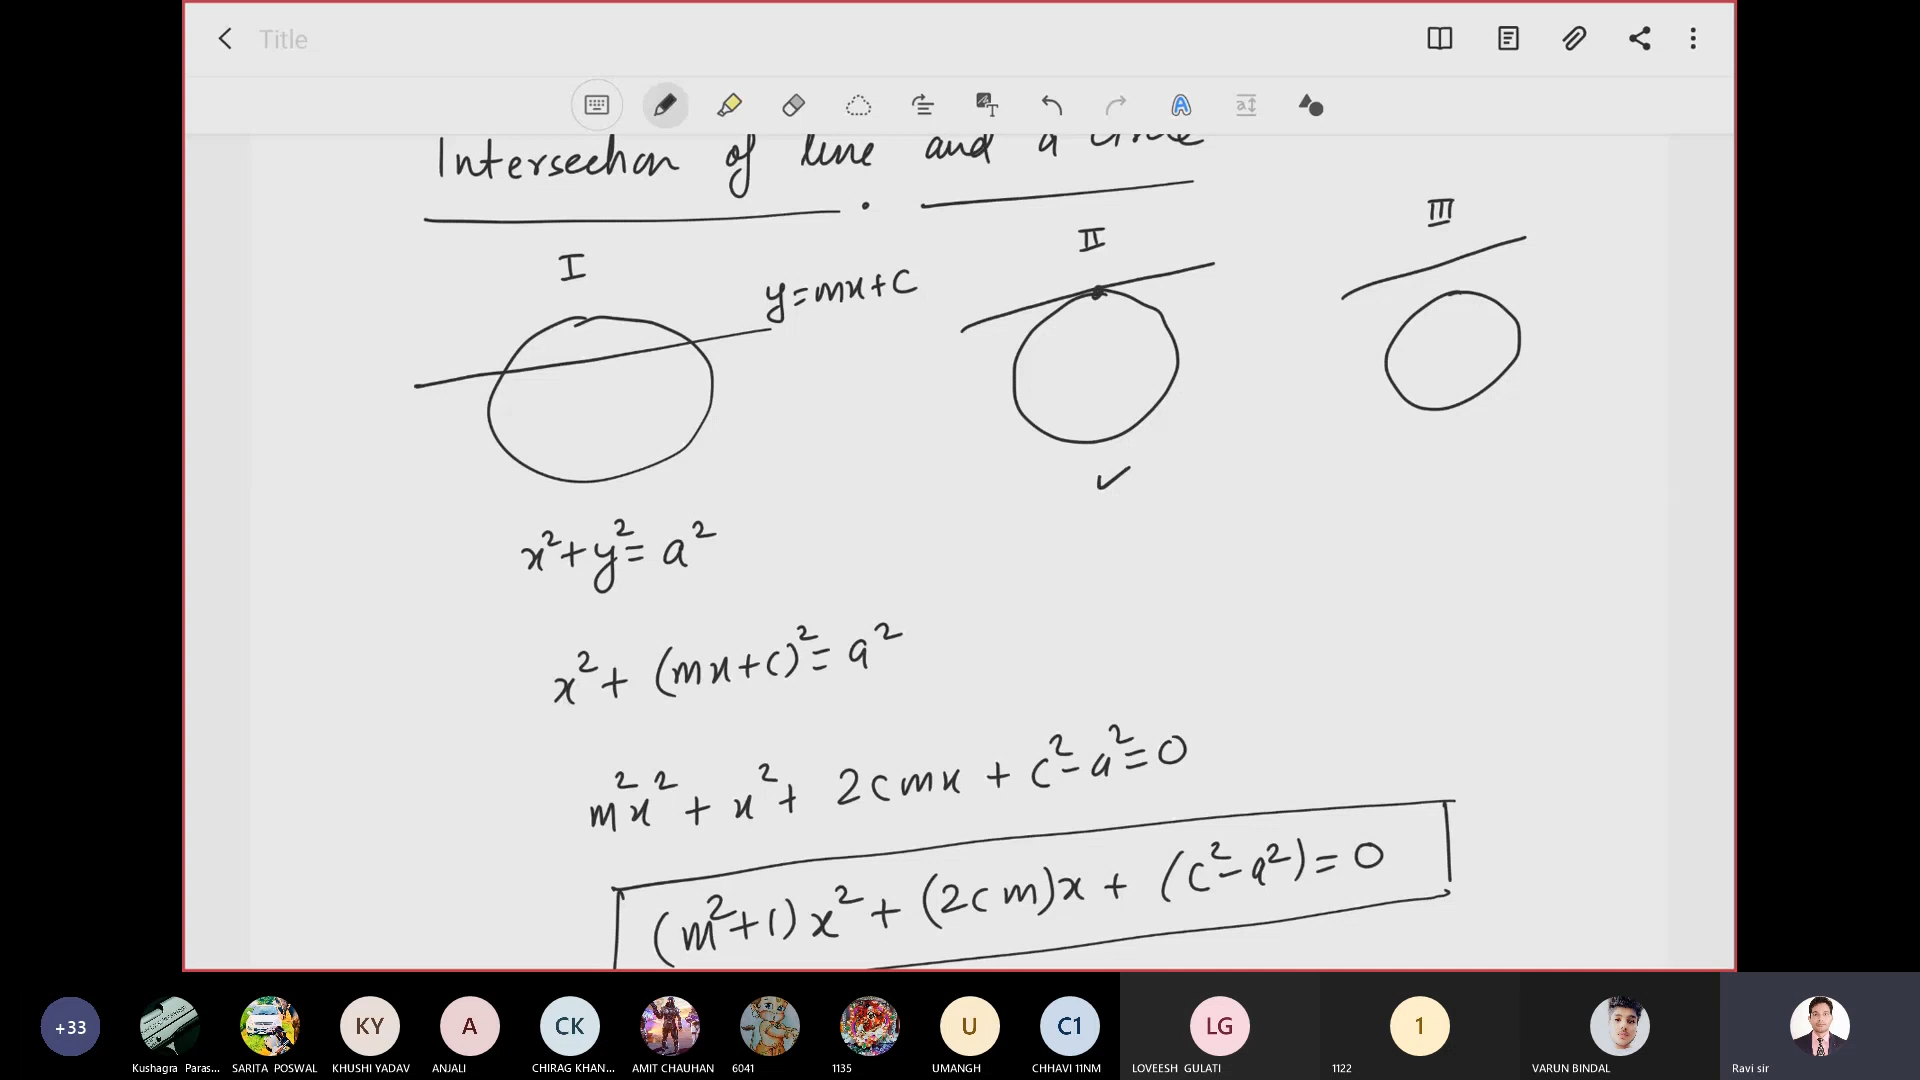 Title
Intersection of line and a circle
I
II
III
y=mx+c
x²+y²=a²
x²+(mx+c)²=a²
m²x²+x²+2cmx+c²-a²=0
(m²+1)x²+(2cm)x+(c²-a²)=0
+33
KY
A
CK
U
C1
LG
1
Kushagra Paras...
SARITA POSWAL
KHUSHI YADAV
ANJALI
CHIRAG KHAN...
AMIT CHAUHAN
6041
1135
UMANGH
CHHAVI 11NM
LOVEESH GULATI
1122
VARUN BINDAL
Ravi sir